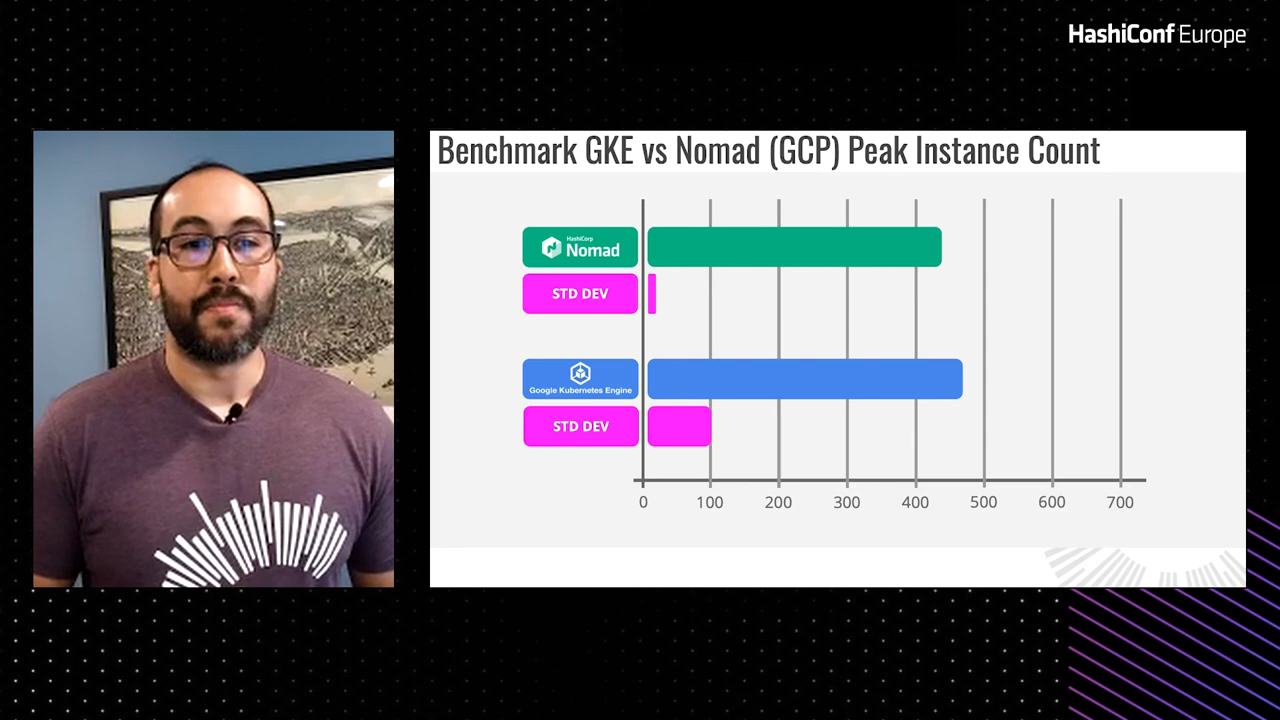 HashiConf Europe
Benchmark GKE vs Nomad (GCP) Peak Instance Count
HashiCorp
Nomad
STD DEV
Google Kubernetes Engine
STD DEV
0 100 200 300 400 500 600 700